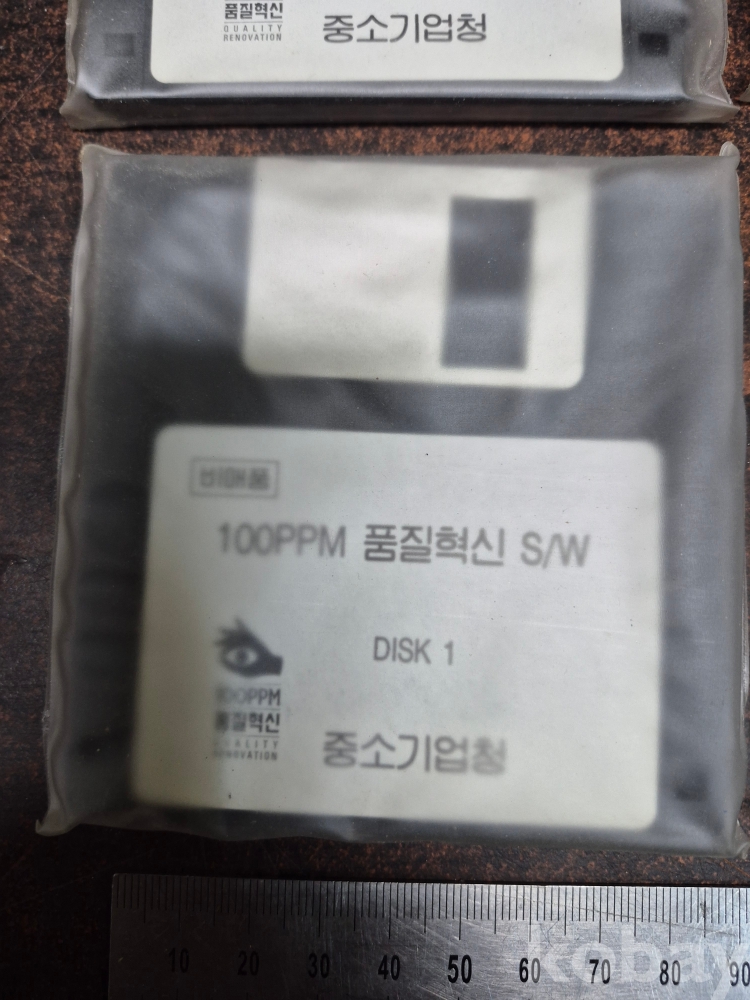 품질혁신
QUALITY
RENOVATION
중소기업청
비매품
100PPM 품질혁신 S/W
DISK 1
100PPM
품질혁신
QUALITY
RENOVATION
중소기업청
10 20 30 40 50 60 70 80 90
kobay